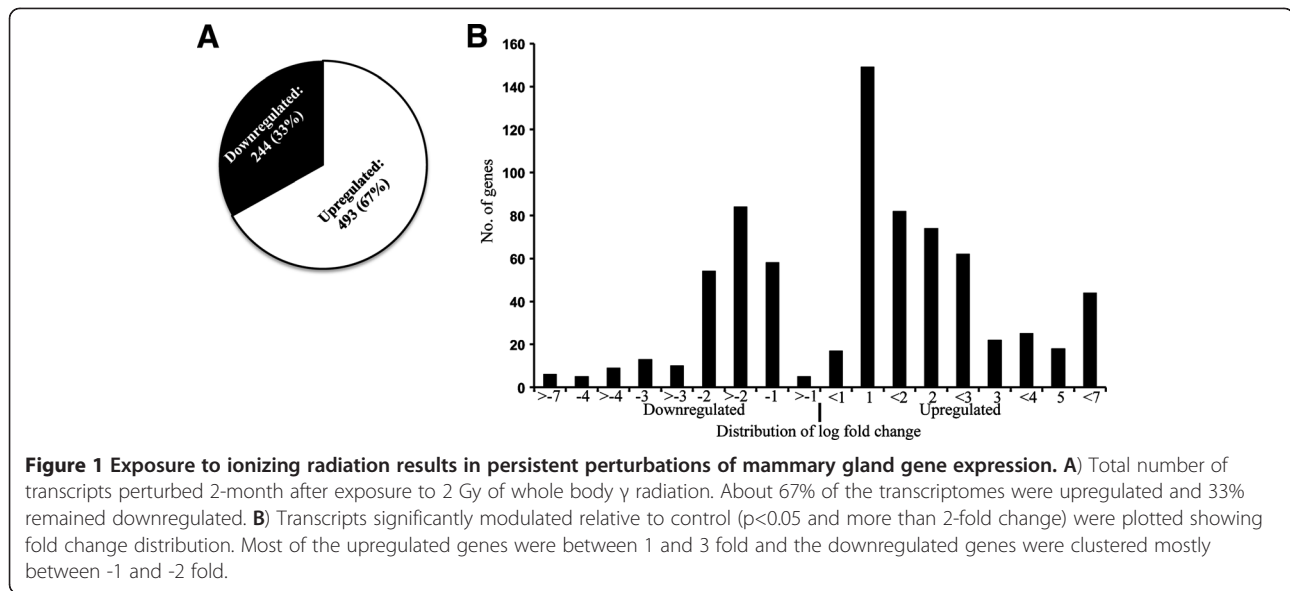 A
Downregulated:
244 (33%)
Upregulated:
493 (67%)
B
160
140
120
100
80
60
40
20
0
No. of genes
>-7 -4 >-4 -3 >-3 -2 >-2 -1 >-1 <1 1 <2 2 <3 3 <4 5 <7
Downregulated Upregulated
Distribution of log fold change
Figure 1 Exposure to ionizing radiation results in persistent perturbations of mammary gland gene expression. A) Total number of
transcripts perturbed 2-month after exposure to 2 Gy of whole body γ radiation. About 67% of the transcriptomes were upregulated and 33%
remained downregulated. B) Transcripts significantly modulated relative to control (p<0.05 and more than 2-fold change) were plotted showing
fold change distribution. Most of the upregulated genes were between 1 and 3 fold and the downregulated genes were clustered mostly
between -1 and -2 fold.